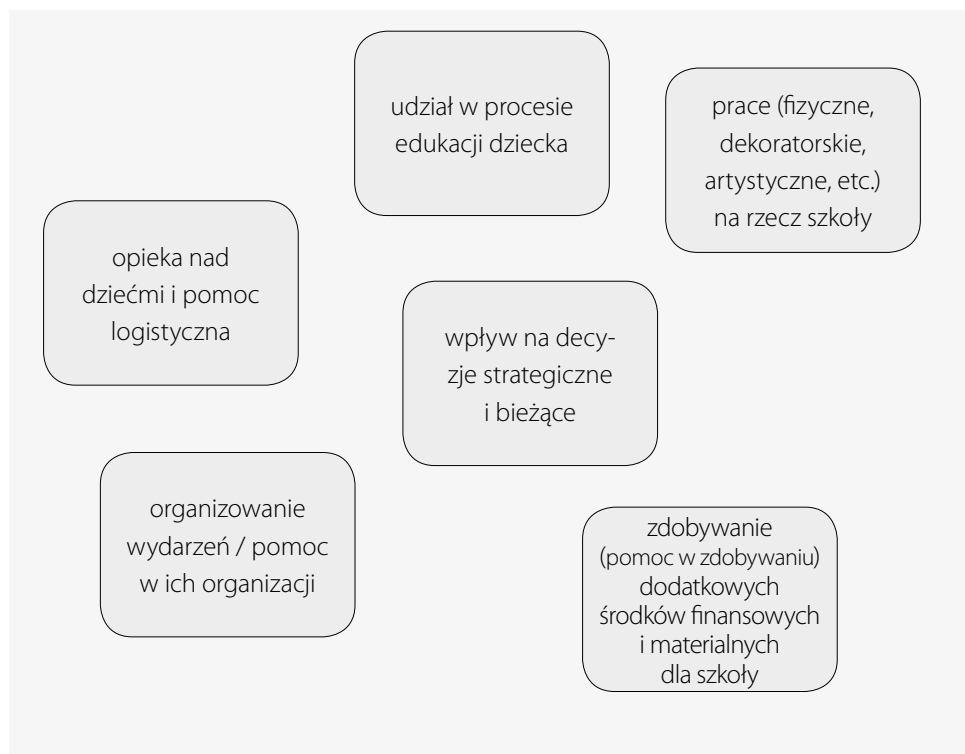 udział w procesie
edukacji dziecka
prace (fizyczne,
dekoratorskie,
artystyczne, etc.)
na rzecz szkoły
opieka nad
dziećmi i pomoc
logistyczna
wpływ na decy-
zje strategiczne
i bieżące
organizowanie
wydarzeń / pomoc
w ich organizacji
zdobywanie
(pomoc w zdobywaniu)
dodatkowych
środków finansowych
i materialnych
dla szkoły